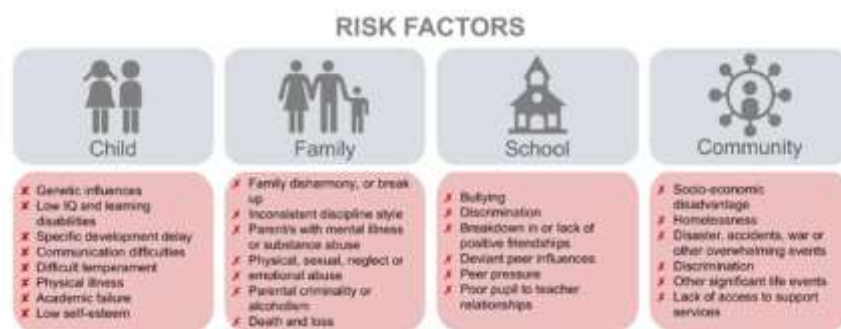 RISK FACTORS
Child
✘ Genetic influences
✘ Low IQ and learning
disabilities
✘ Specific development delay
✘ Communication difficulties
✘ Difficult temperament
✘ Physical illness
✘ Academic failure
✘ Low self-esteem
Family
✗ Family disharmony, or break
up
✗ Inconsistent discipline style
✗ Parent/s with mental illness
or substance abuse
✗ Physical, sexual, neglect or
✗ emotional abuse
✗ Parental criminality or
alcoholism
✗ Death and loss
School
✗ Bullying
✗ Discrimination
✗ Breakdown in or lack of
positive friendships
✗ Deviant peer influences
✗ Peer pressure
✗ Poor pupil to teacher
relationships
Community
✗ Socio-economic
disadvantage
✗ Homelessness
✗ Disaster, accidents, war or
other overwhelming events
✗ Discrimination
✗ Other significant life events
✗ Lack of access to support
services